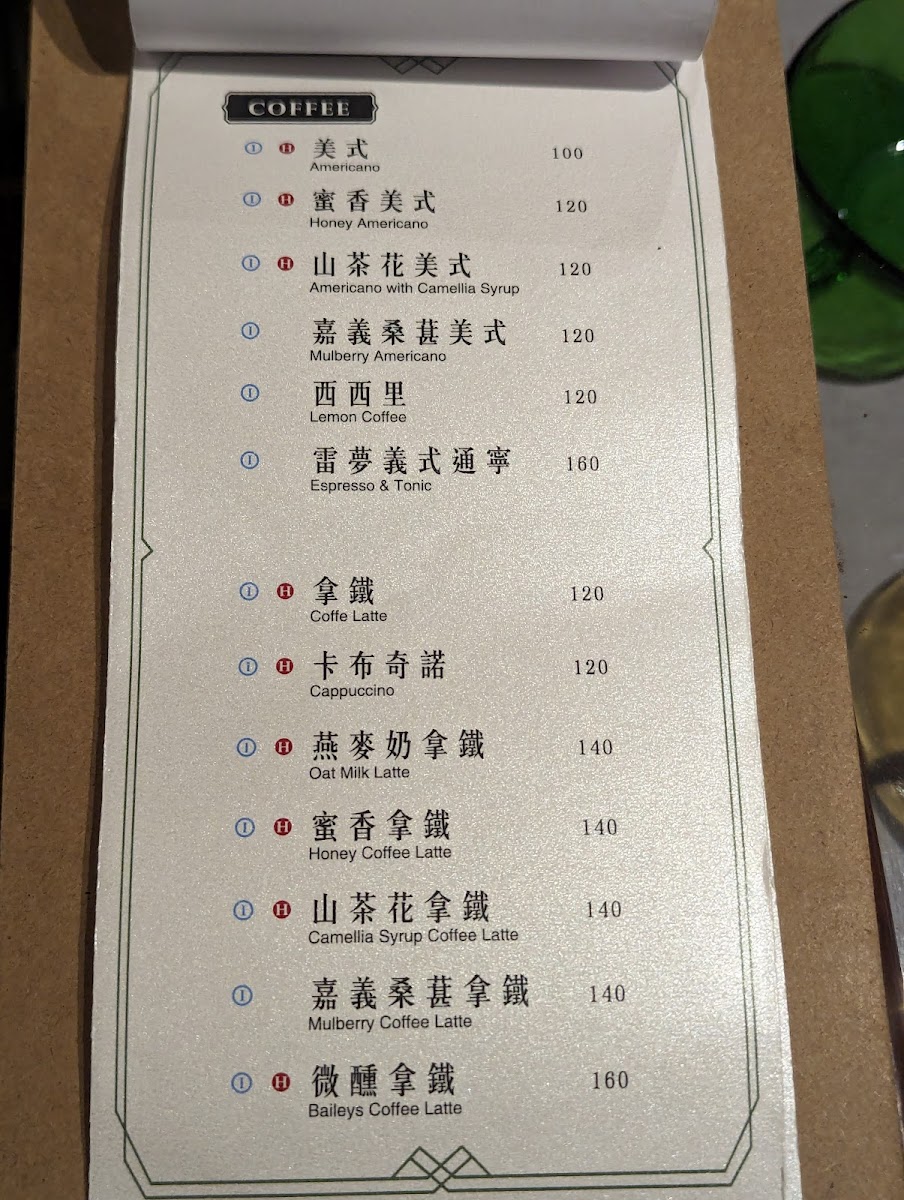 COFFEE
I H 美式 100
Americano
I H 蜜香美式 120
Honey Americano
I H 山茶花美式 120
Americano with Camellia Syrup
I 嘉義桑葚美式 120
Mulberry Americano
I 西西里 120
Lemon Coffee
I 雷夢義式通寧 160
Espresso & Tonic
I H 拿鐵 120
Coffe Latte
I H 卡布奇諾 120
Cappuccino
I H 燕麥奶拿鐵 140
Oat Milk Latte
I H 蜜香拿鐵 140
Honey Coffee Latte
I H 山茶花拿鐵 140
Camellia Syrup Coffee Latte
I 嘉義桑葚拿鐵 140
Mulberry Coffee Latte
I H 微醺拿鐵 160
Baileys Coffee Latte